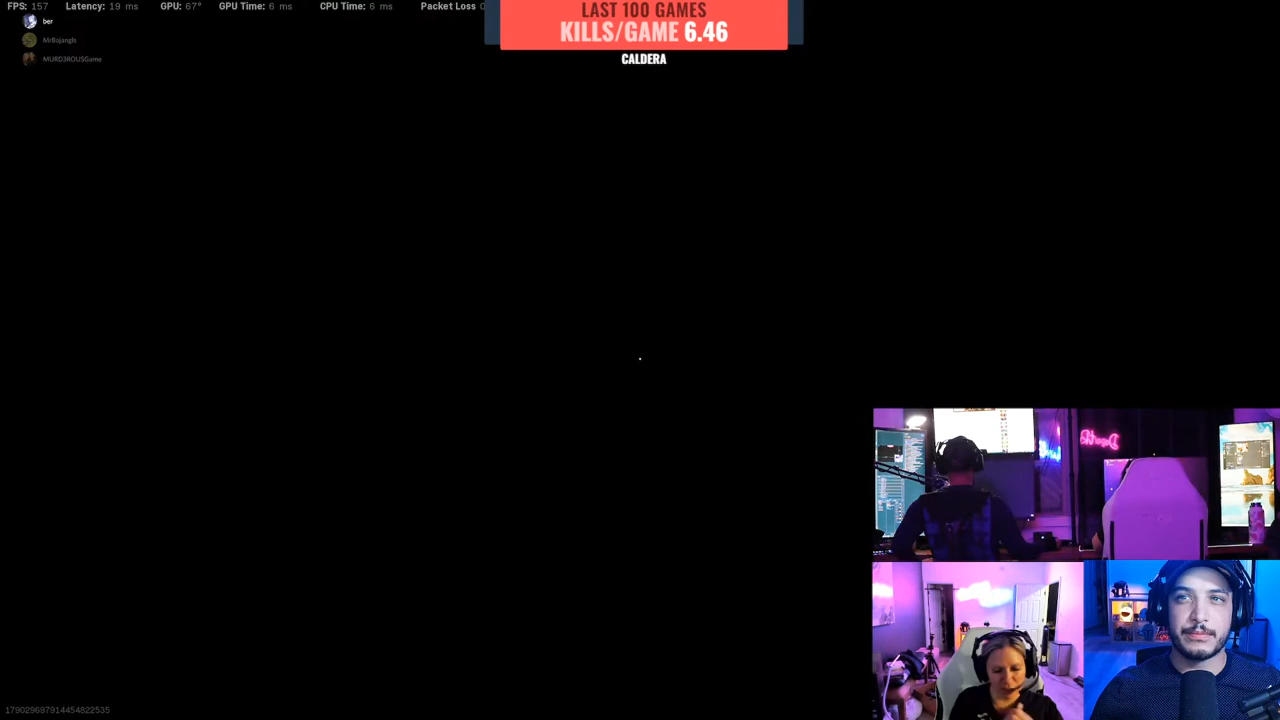 FPS: 157 Latency: 19 ms GPU: 67° GPU Time: 6 ms CPU Time: 6 ms Packet Loss
LAST 100 GAMES
KILLS/GAME 6.46
CALDERA
ber
MrBojangls
MURD3ROUSGame